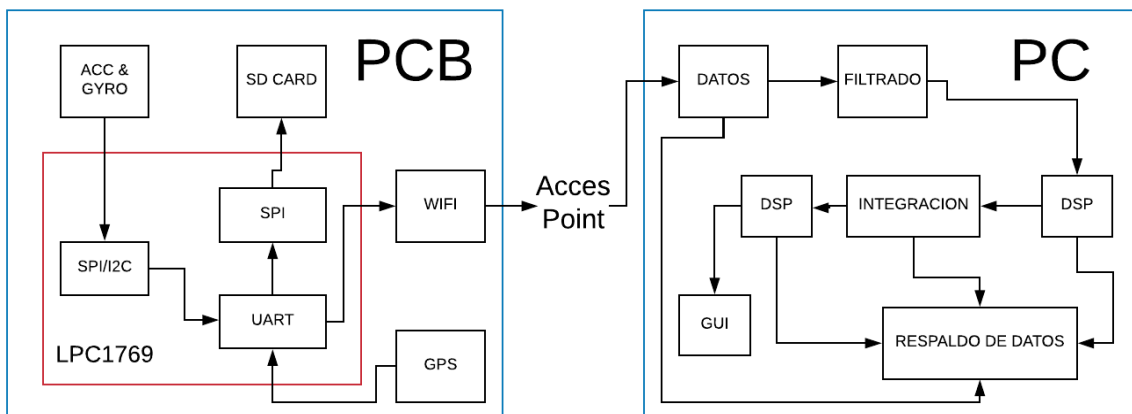 PCB
ACC &
GYRO
SD CARD
SPI
WIFI
SPI/I2C
UART
LPC1769
GPS
Acces
Point
PC
DATOS
FILTRADO
DSP
INTEGRACION
DSP
GUI
RESPALDO DE DATOS